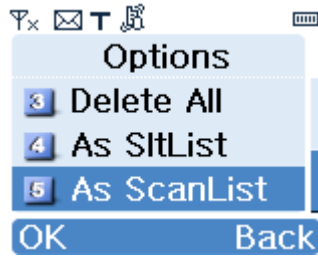 T
Options
3 Delete All
4 As SltList
5 As ScanList
OK Back